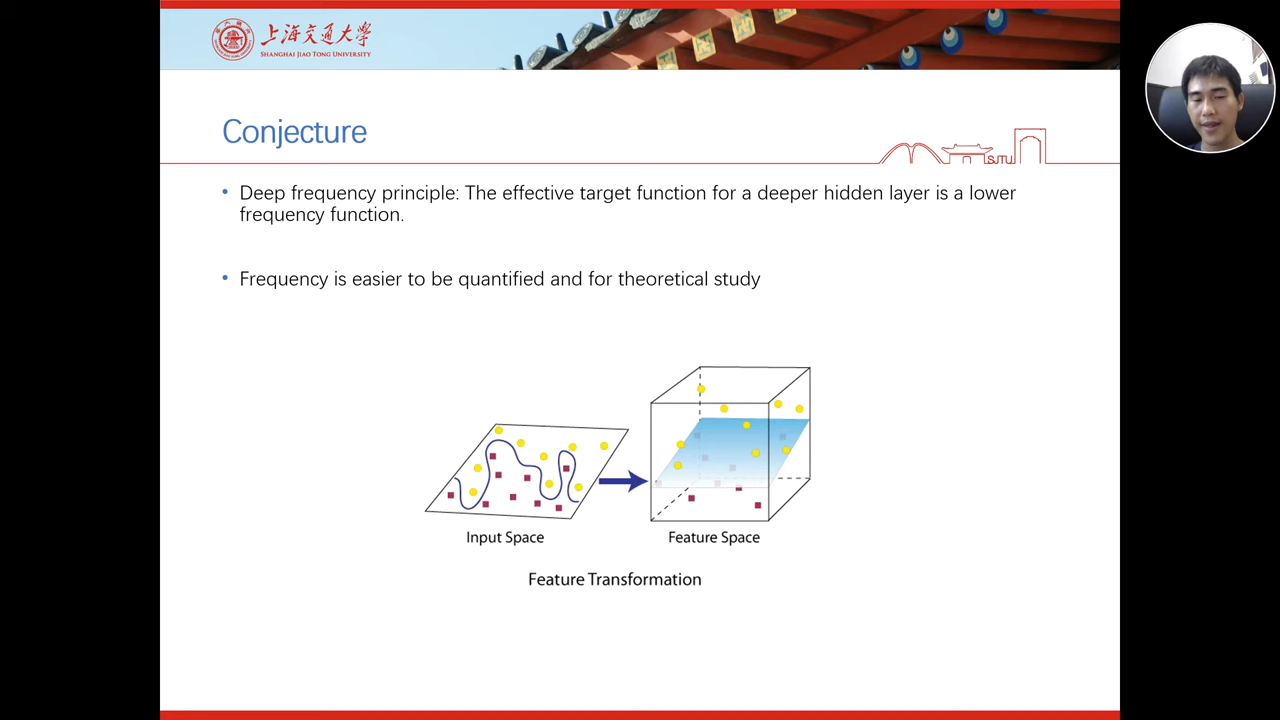 上海交通大學
SHANGHAI JIAO TONG UNIVERSITY
Conjecture
• Deep frequency principle: The effective target function for a deeper hidden layer is a lower
frequency function.
• Frequency is easier to be quantified and for theoretical study
Input Space
Feature Space
Feature Transformation